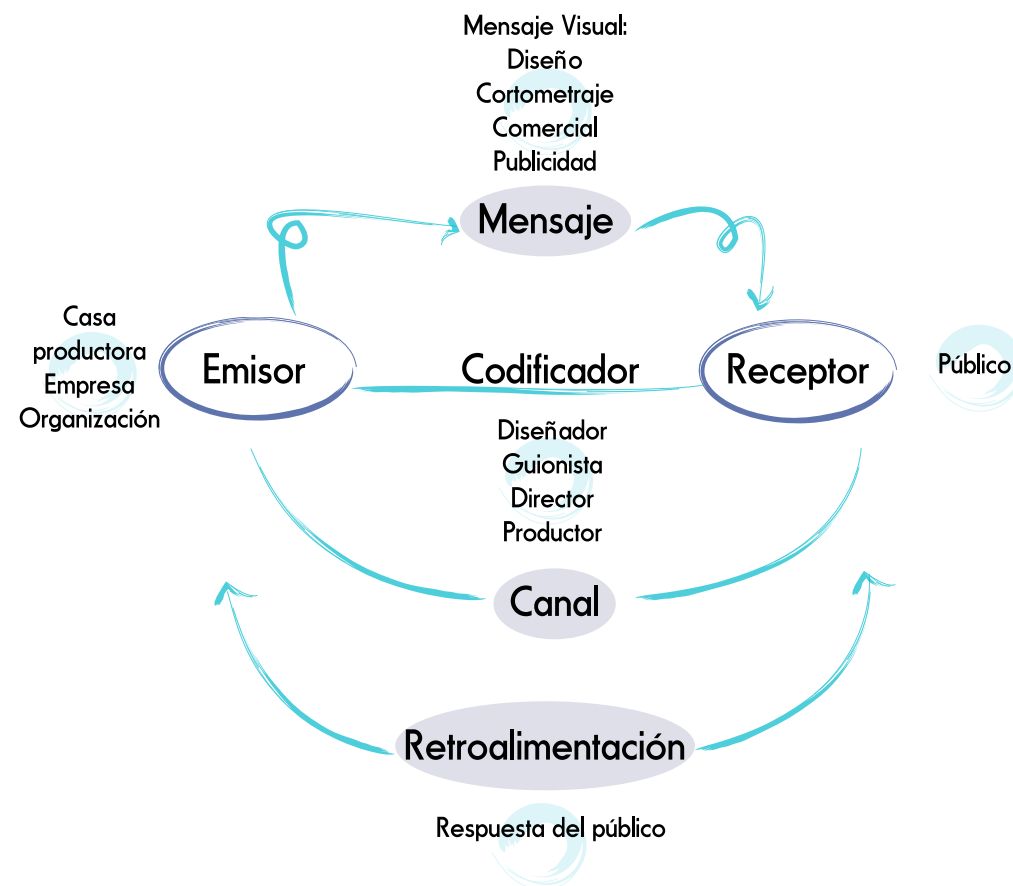 Mensaje Visual:
Diseño
Cortometraje
Comercial
Publicidad
Mensaje
Casa
productora
Empresa
Organización
Emisor
Codificador
Receptor
Público
Diseñador
Guionista
Director
Productor
Canal
Retroalimentación
Respuesta del público